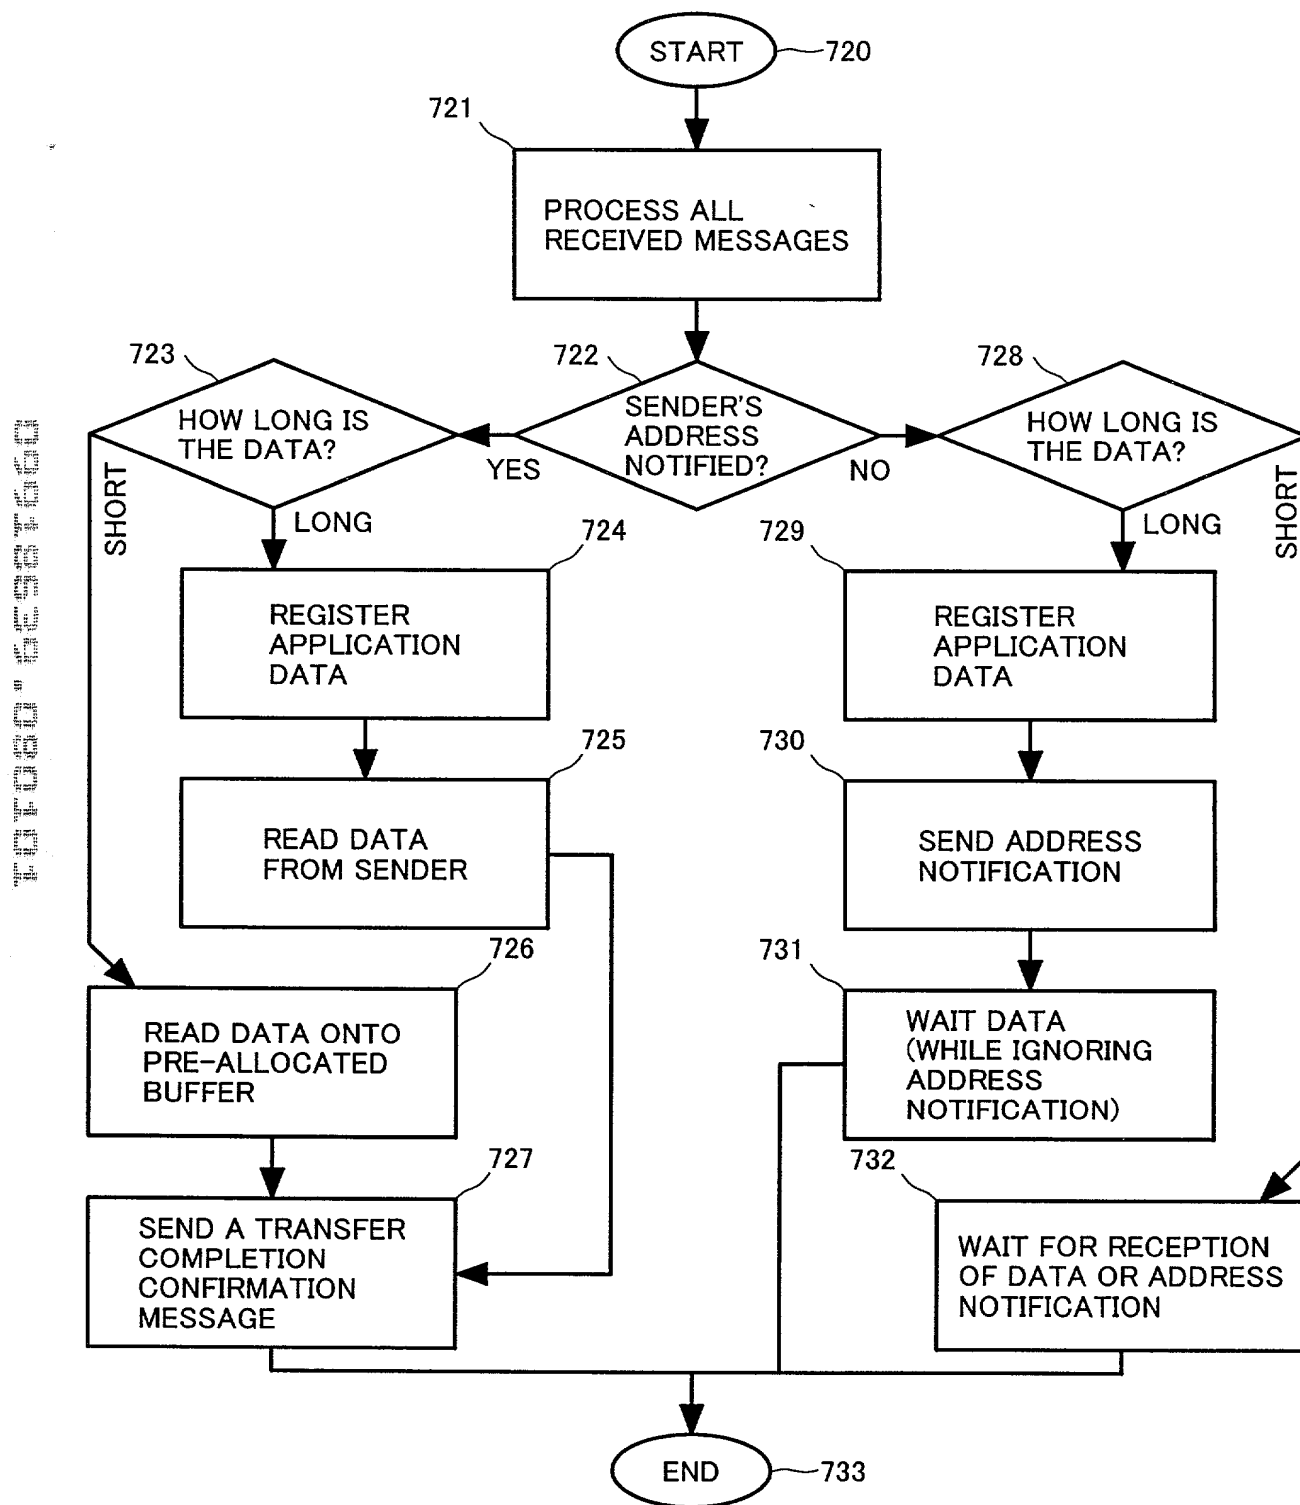 START
720
721
PROCESS ALL
RECEIVED MESSAGES
723
722
728
HOW LONG IS
THE DATA?
SENDER'S
ADDRESS
NOTIFIED?
HOW LONG IS
THE DATA?
YES
NO
SHORT
LONG
LONG
SHORT
724
729
REGISTER
APPLICATION
DATA
REGISTER
APPLICATION
DATA
725
730
READ DATA
FROM SENDER
SEND ADDRESS
NOTIFICATION
726
731
READ DATA ONTO
PRE-ALLOCATED
BUFFER
WAIT DATA
(WHILE IGNORING
ADDRESS
NOTIFICATION)
727
732
SEND A TRANSFER
COMPLETION
CONFIRMATION
MESSAGE
WAIT FOR RECEPTION
OF DATA OR ADDRESS
NOTIFICATION
END
733